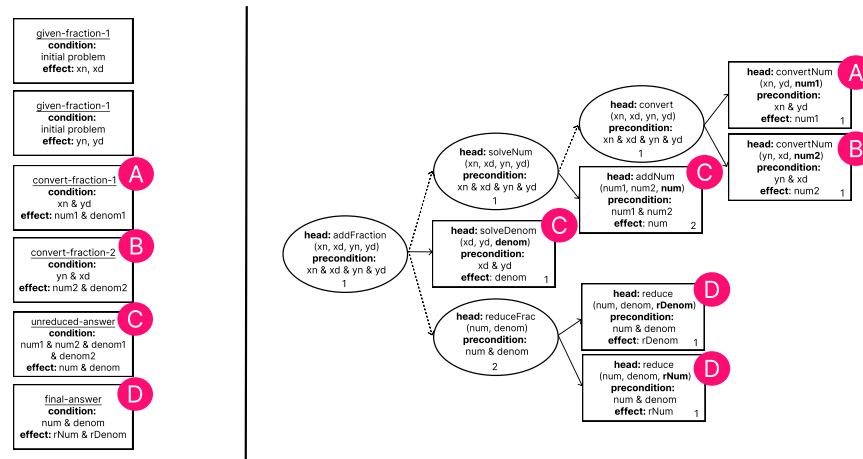 given-fraction-1
condition:
initial problem
effect: xn, xd
given-fraction-1
condition:
initial problem
effect: yn, yd
A
convert-fraction-1
condition:
xn & yd
effect: num1 & denom1
B
convert-fraction-2
condition:
yn & xd
effect: num2 & denom2
C
unreduced-answer
condition:
num1 & num2 & denom1
& denom2
effect: num & denom
D
final-answer
condition:
num & denom
effect: rNum & rDenom
head: addFraction
(xn, xd, yn, yd)
precondition:
xn & xd & yn & yd
1
head: solveNum
(xn, xd, yn, yd)
precondition:
xn & xd & yn & yd
1
C
head: solveDenom
(xd, yd, denom)
precondition:
xd & yd
effect: denom
1
head: reduceFrac
(num, denom)
precondition:
num & denom
2
head: convert
(xn, xd, yn, yd)
precondition:
xn & xd & yn & yd
1
C
head: addNum
(num1, num2, num)
precondition:
num1 & num2
effect: num
2
A
head: convertNum
(xn, yd, num1)
precondition:
xn & yd
effect: num1
1
B
head: convertNum
(yn, xd, num2)
precondition:
yn & xd
effect: num2
1
D
head: reduce
(num, denom, rDenom)
precondition:
num & denom
effect: rDenom
1
D
head: reduce
(num, denom, rNum)
precondition:
num & denom
effect: rNum
1